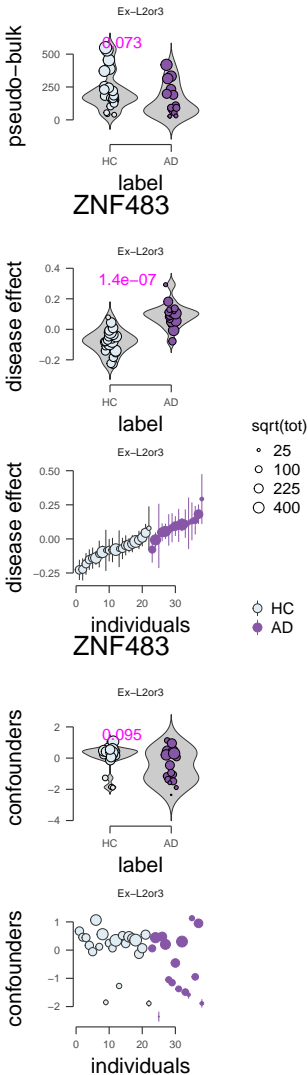 Ex-L2or3
pseudo-bulk
500
250
0
0.073
HC
AD
label
ZNF483
Ex-L2or3
disease effect
0.4
0.2
0.0
-0.2
1.4e-07
HC
AD
label
Ex-L2or3
disease effect
0.50
0.25
0.00
-0.25
0
10
20
30
individuals
ZNF483
sqrt(tot)
25
100
225
400
HC
AD
Ex-L2or3
confounders
2
0
-2
-4
0.095
HC
AD
label
Ex-L2or3
confounders
1
0
-1
-2
0
10
20
30
individuals